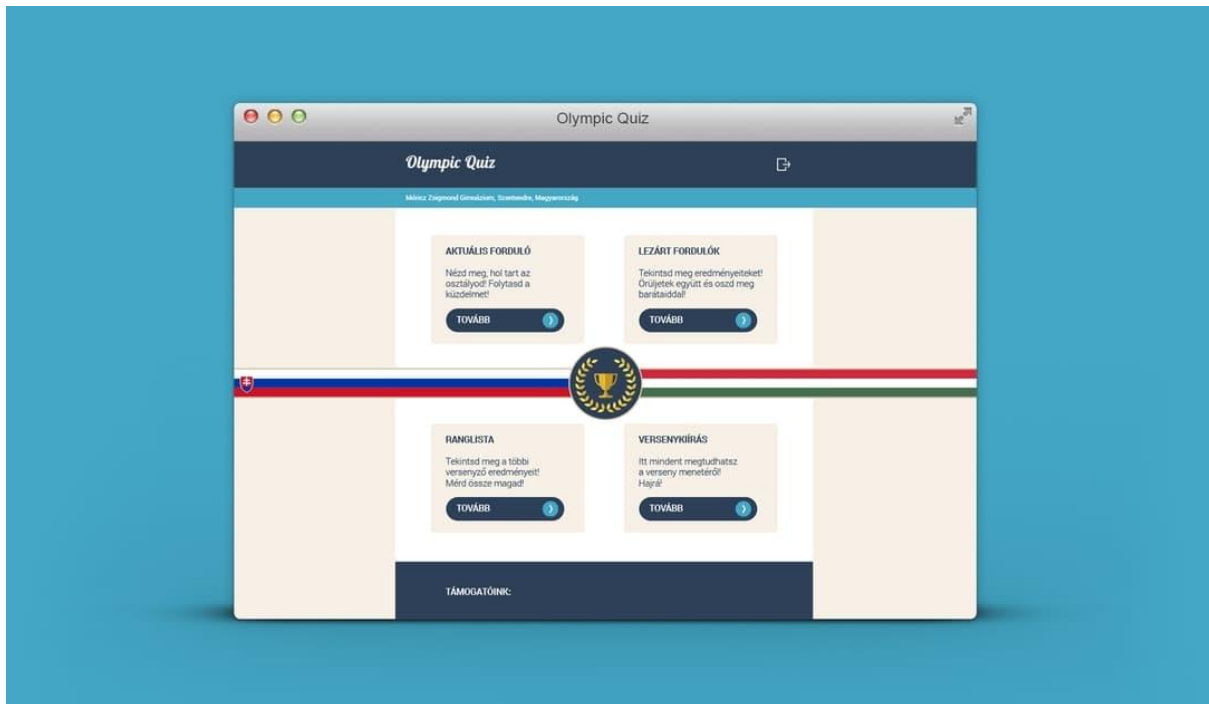 Olympic Quiz
Olympic Quiz
Móricz Zsigmond Gimnázium, Szentendre, Magyarország
AKTUÁLIS FORDULÓ
Nézd meg, hol tart az
osztályod! Folytasd a
küzdelmet!
TOVÁBB
LEZÁRT FORDULÓK
Tekintsd meg eredményeiteket!
Örüljetek együtt és oszd meg
barátaiddal!
TOVÁBB
RANGLISTA
Tekintsd meg a többi
versenyző eredményeit!
Mérd össze magad!
TOVÁBB
VERSENYKIÍRÁS
Itt mindent megtudhatsz
a verseny menetéről!
Hajrá!
TOVÁBB
TÁMOGATÓINK: